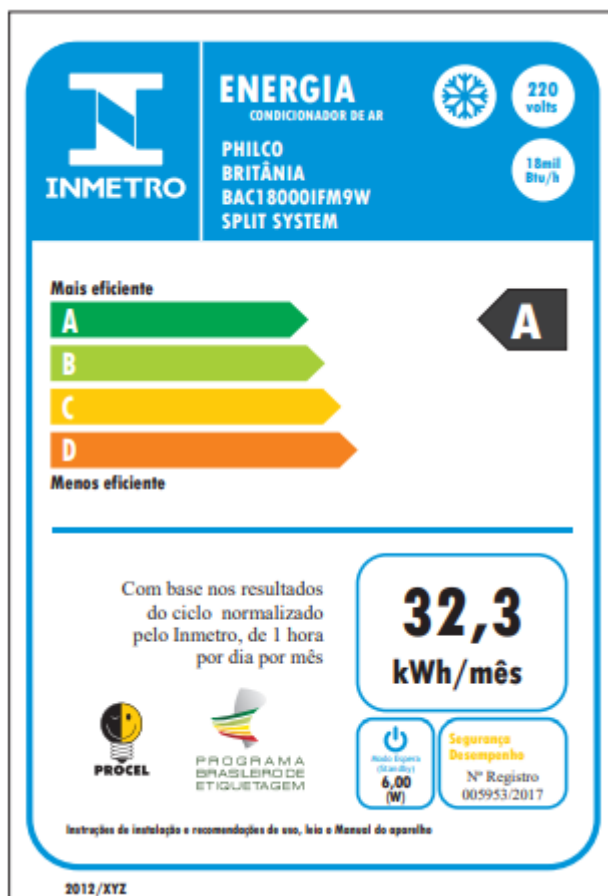 INMETRO
ENERGIA
CONDICIONADOR DE AR
220
volts
18mil
Btu/h
PHILCO
BRITÂNIA
BAC18000IFM9W
SPLIT SYSTEM
Mais eficiente
A
A
B
C
D
Menos eficiente
Com base nos resultados
do ciclo normalizado
pelo Inmetro, de 1 hora
por dia por mês
32,3
kWh/mês
PROCEL
PROGRAMA
BRASILEIRO DE
ETIQUETAGEM
Modo Espera
(Standby)
6,00
(W)
Segurança
Desempenho
Nº Registro
005953/2017
Instruções de instalação e recomendações de uso, leia o Manual do aparelho
2012/XYZ